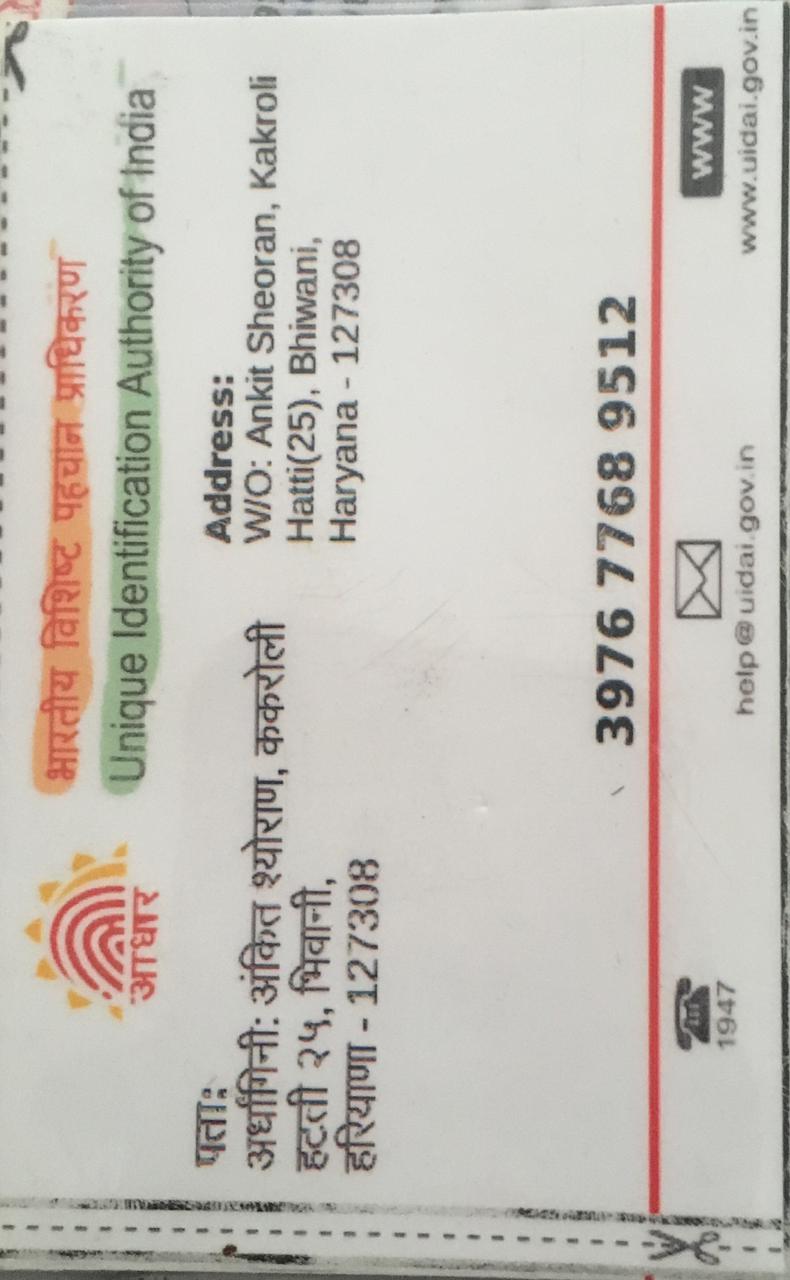 भारतीय विशिष्ट पहचान प्राधिकरण
Unique Identification Authority of India
आधार
पता:
अर्धांगिनी: अंकित श्योराण, ककरोली
हटती २५, भिवानी,
हरियाणा - 127308
Address:
W/O: Ankit Sheoran, Kakroli
Hatti(25), Bhiwani,
Haryana - 127308
3976 7768 9512
1947
help@uidai.gov.in
www
www.uidai.gov.in